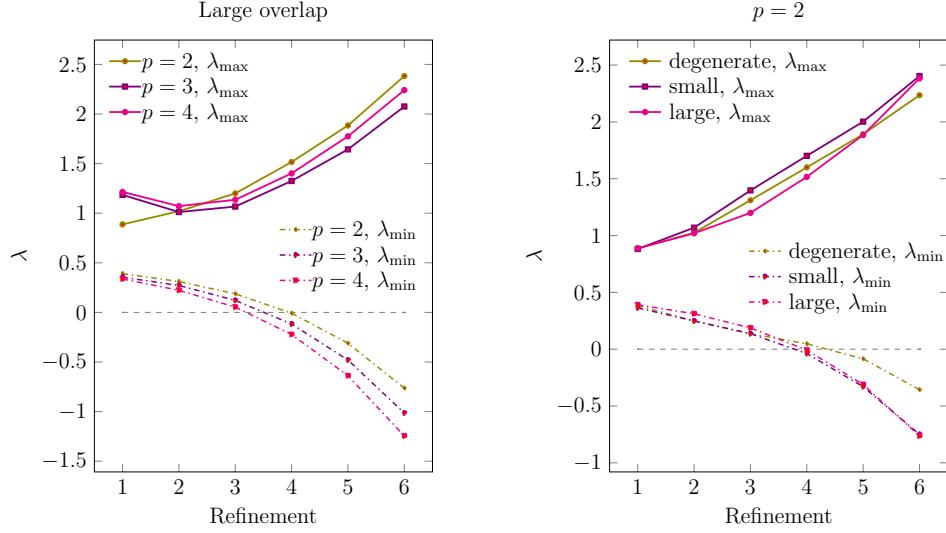 Large overlap
p = 2, λmax
p = 3, λmax
p = 4, λmax
p = 2, λmin
p = 3, λmin
p = 4, λmin
2.5
2
1.5
1
0.5
0
−0.5
−1
−1.5
λ
1 2 3 4 5 6
Refinement
p = 2
degenerate, λmax
small, λmax
large, λmax
degenerate, λmin
small, λmin
large, λmin
2.5
2
1.5
1
0.5
0
−0.5
−1
λ
1 2 3 4 5 6
Refinement